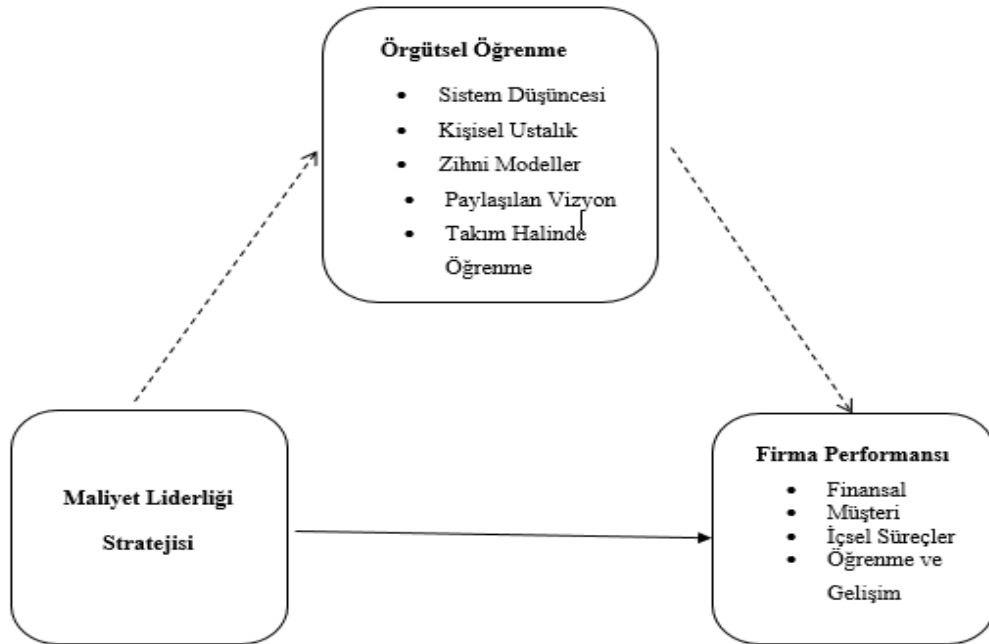 Örgütsel Öğrenme
• Sistem Düşüncesi
• Kişisel Ustalık
• Zihni Modeller
• Paylaşılan Vizyon
• Takım Halinde
Öğrenme
Maliyet Liderliği
Stratejisi
Firma Performansı
• Finansal
• Müşteri
• İçsel Süreçler
• Öğrenme ve
Gelişim